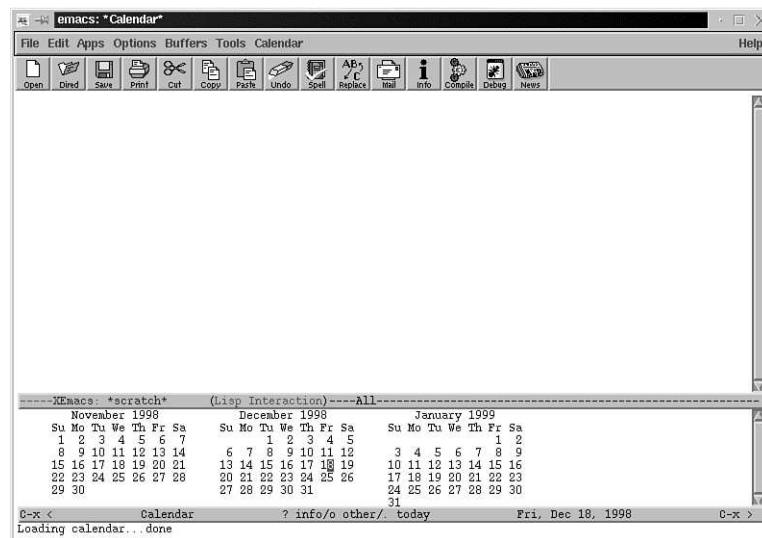 emacs: *Calendar*
File Edit Apps Options Buffers Tools Calendar Help
Open Dired Save Print Cut Copy Paste Undo Spell Replace Mail Info Compile Debug News
-----XEmacs: *scratch* (Lisp Interaction)----All----------------------------------------------------------
November 1998 December 1998 January 1999
Su Mo Tu We Th Fr Sa Su Mo Tu We Th Fr Sa Su Mo Tu We Th Fr Sa
1 2 3 4 5 6 7 1 2 3 4 5 1 2
8 9 10 11 12 13 14 6 7 8 9 10 11 12 3 4 5 6 7 8 9
15 16 17 18 19 20 21 13 14 15 16 17 18 19 10 11 12 13 14 15 16
22 23 24 25 26 27 28 20 21 22 23 24 25 26 17 18 19 20 21 22 23
29 30 27 28 29 30 31 24 25 26 27 28 29 30
31
C-x < Calendar ? info/o other/. today Fri, Dec 18, 1998 C-x >
Loading calendar...done